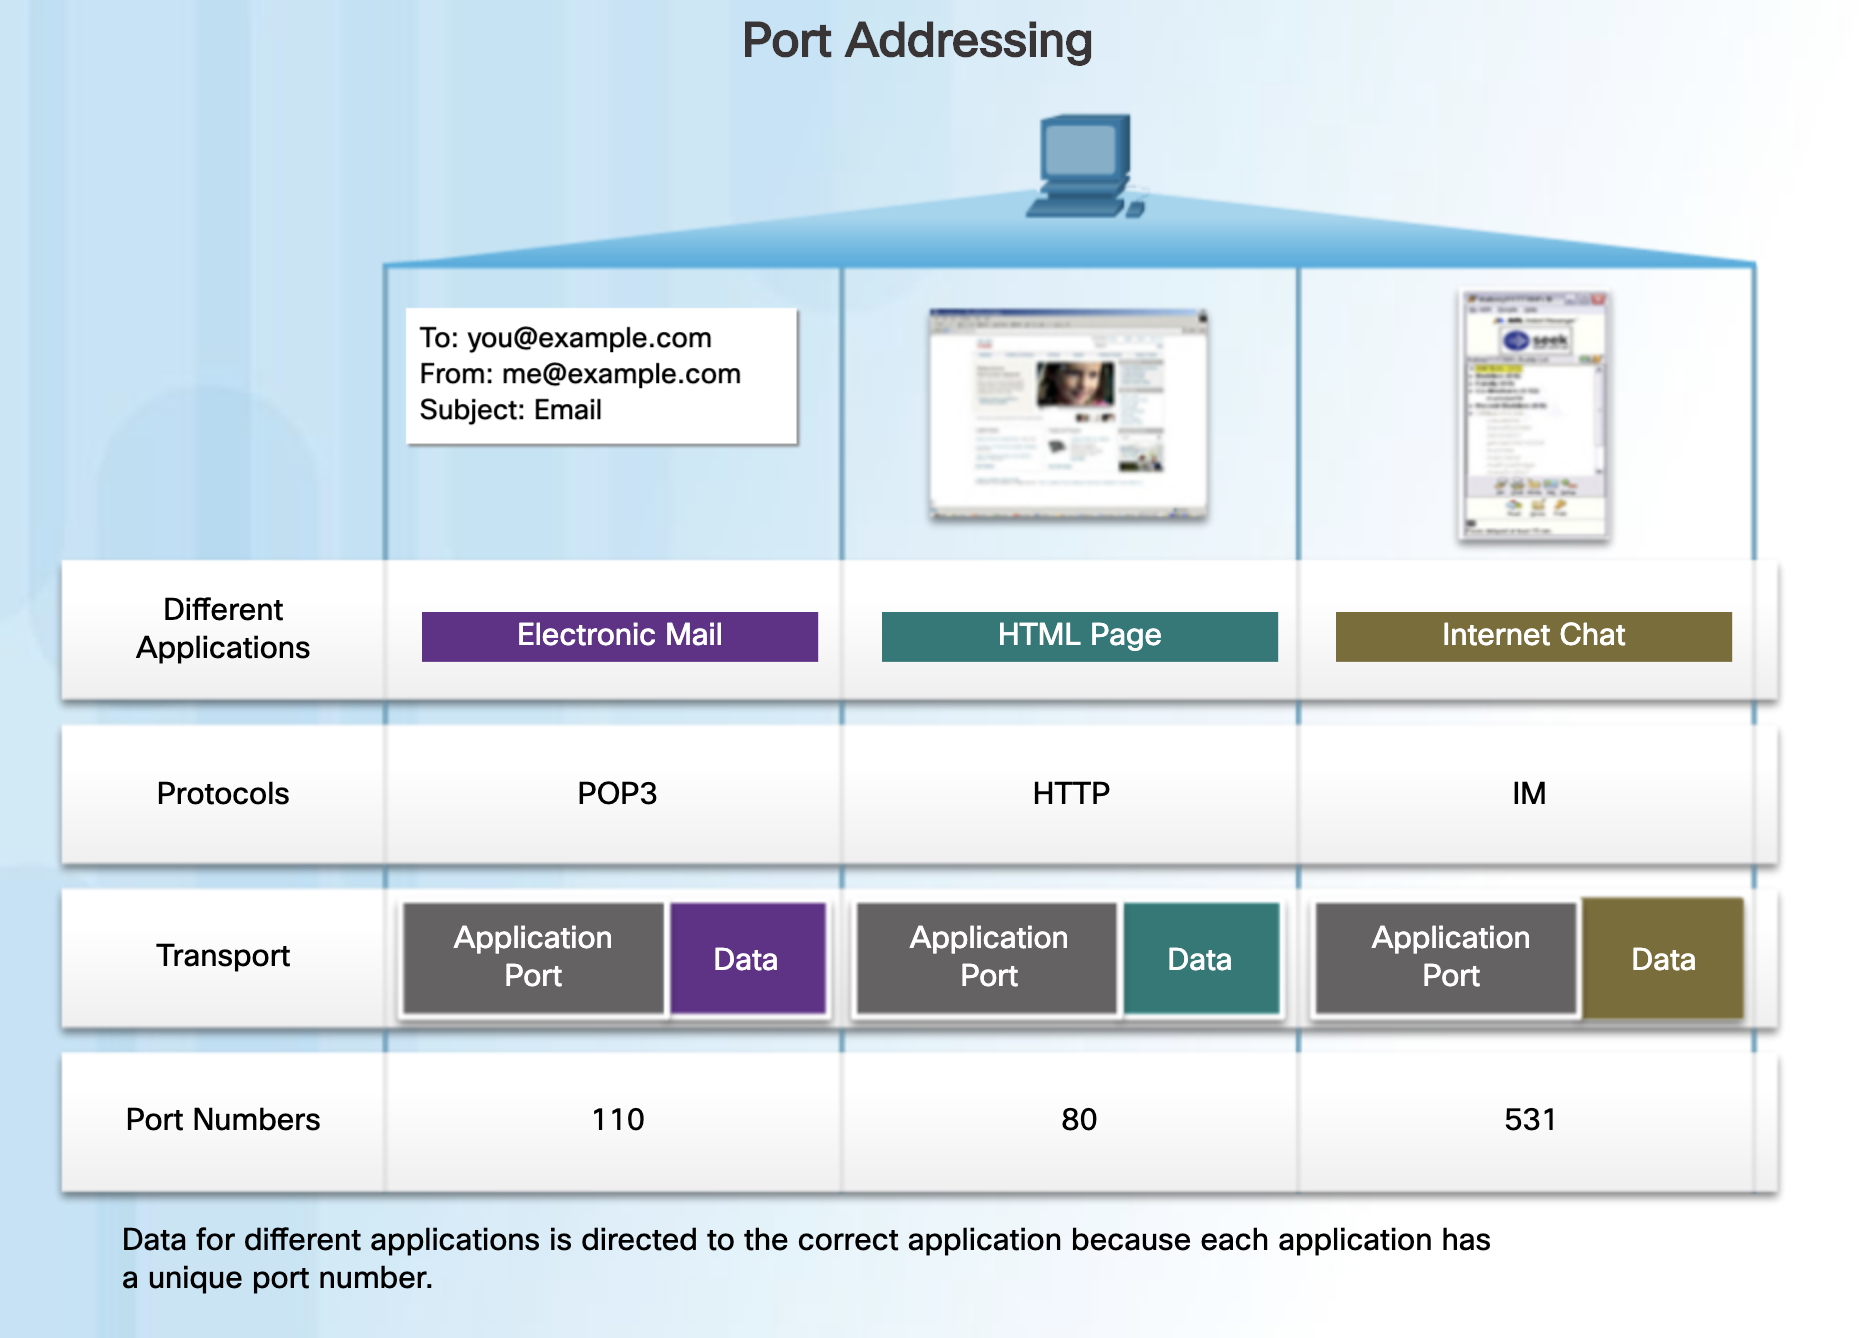 Port Addressing
To: you@example.com
From: me@example.com
Subject: Email
seek
Different
Applications
Electronic Mail
HTML Page
Internet Chat
Protocols
POP3
HTTP
IM
Transport
Application
Port
Data
Application
Port
Data
Application
Port
Data
Port Numbers
110
80
531
Data for different applications is directed to the correct application because each application has
a unique port number.